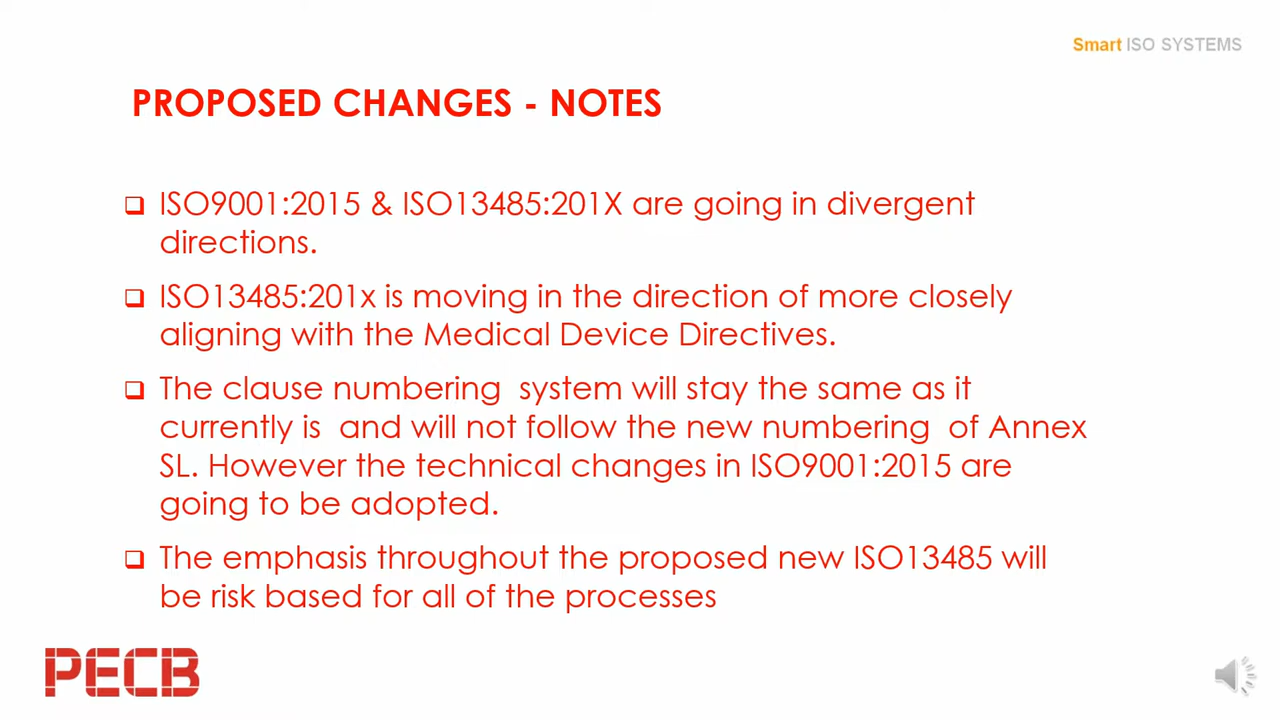 Smart ISO SYSTEMS
PROPOSED CHANGES - NOTES
ISO9001:2015 & ISO13485:201X are going in divergent
directions.
ISO13485:201x is moving in the direction of more closely
aligning with the Medical Device Directives.
The clause numbering system will stay the same as it
currently is and will not follow the new numbering of Annex
SL. However the technical changes in ISO9001:2015 are
going to be adopted.
The emphasis throughout the proposed new ISO13485 will
be risk based for all of the processes
PECB